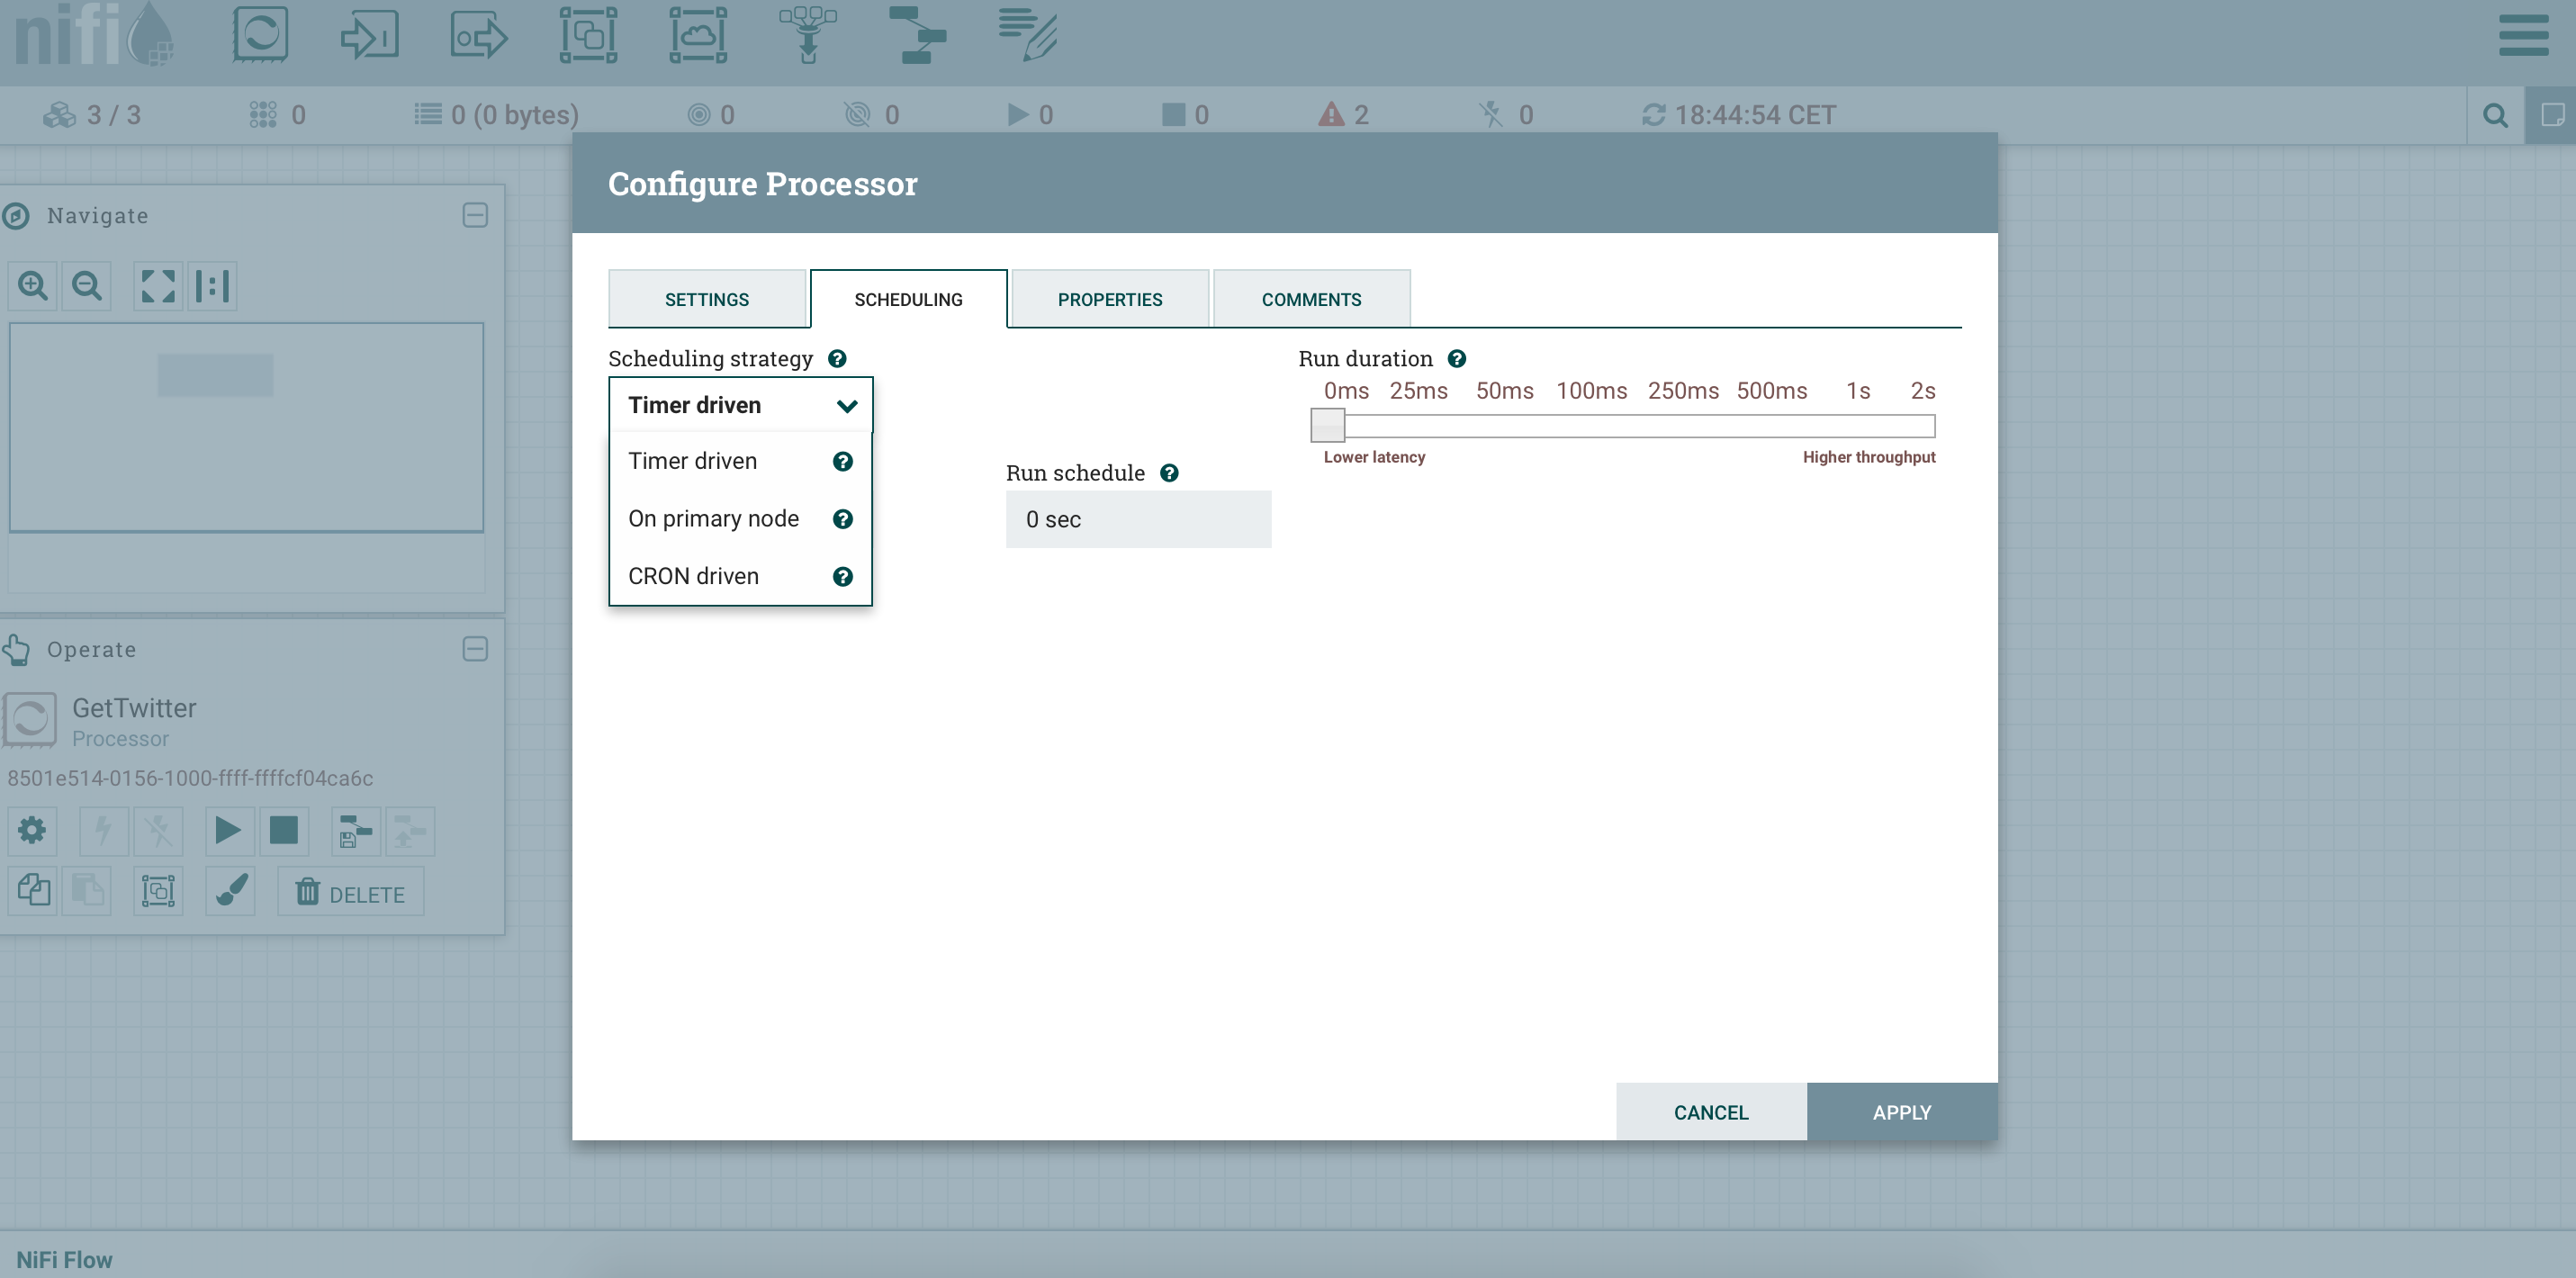 nifi
3 / 3 0 0 (0 bytes) 0 0 0 0 2 0 18:44:54 CET
Navigate
Operate
GetTwitter
Processor
8501e514-0156-1000-ffff-ffffcf04ca6c
DELETE
Configure Processor
SETTINGS SCHEDULING PROPERTIES COMMENTS
Scheduling strategy
Timer driven
Timer driven
On primary node
CRON driven
Run schedule
0 sec
Run duration
0ms 25ms 50ms 100ms 250ms 500ms 1s 2s
Lower latency Higher throughput
CANCEL APPLY
NiFi Flow